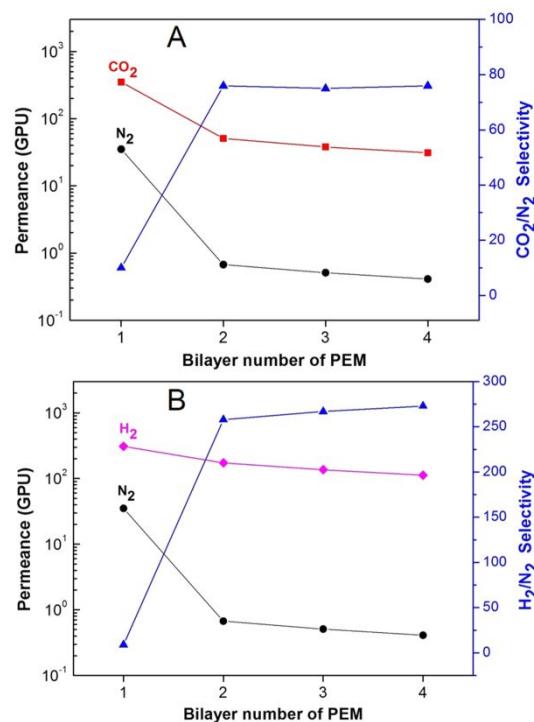 A
10³
10²
10¹
10⁰
10⁻¹
Permeance (GPU)
CO₂
N₂
100
80
60
40
20
0
CO₂/N₂ Selectivity
1 2 3 4
Bilayer number of PEM
B
10³
10²
10¹
10⁰
10⁻¹
Permeance (GPU)
H₂
N₂
300
250
200
150
100
50
0
H₂/N₂ Selectivity
1 2 3 4
Bilayer number of PEM